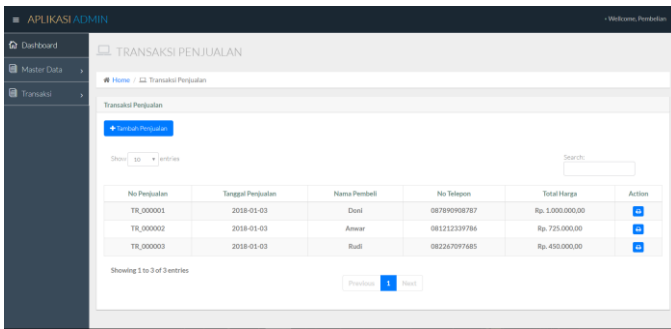 APLIKASI ADMIN
Wellcome, Pembelian
Dashboard
Master Data
Transaksi
TRANSAKSI PENJUALAN
Home / Transaksi Penjualan
Transaksi Penjualan
Tambah Penjualan
Show 10 entries
Search:
No Penjualan Tanggal Penjualan Nama Pembeli No Telepon Total Harga Action
TR_000001 2018-01-03 Doni 087890908787 Rp. 1.000.000,00
TR_000002 2018-01-03 Anwar 081212339786 Rp. 725.000,00
TR_000003 2018-01-03 Rudi 082267097685 Rp. 450.000,00
Showing 1 to 3 of 3 entries
Previous 1 Next